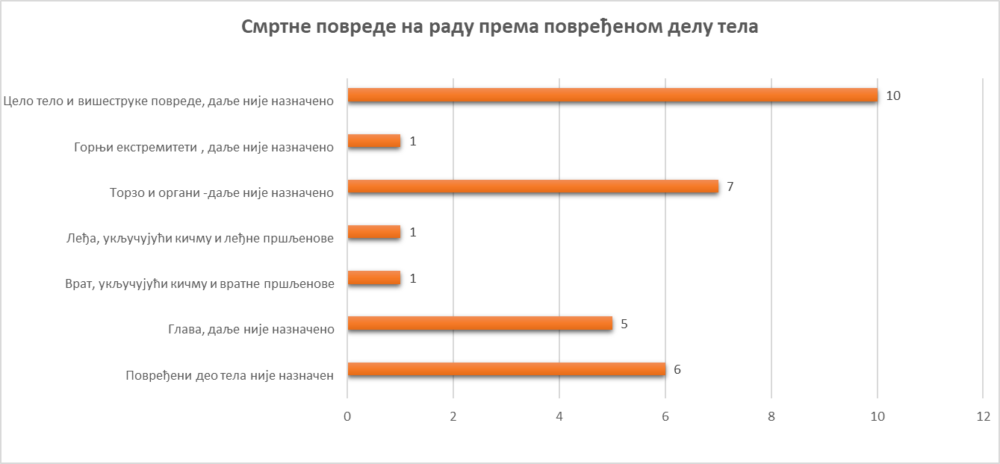 Смртне повреде на раду према повређеном делу тела
Цело тело и вишеструке повреде, даље није назначено
10
Горњи екстремитети , даље није назначено
1
Торзо и органи -даље није назначено
7
Леђа, укључујући кичму и леђне пршљенове
1
Врат, укључујући кичму и вратне пршљенове
1
Глава, даље није назначено
5
Повређени део тела није назначен
6
0 2 4 6 8 10 12